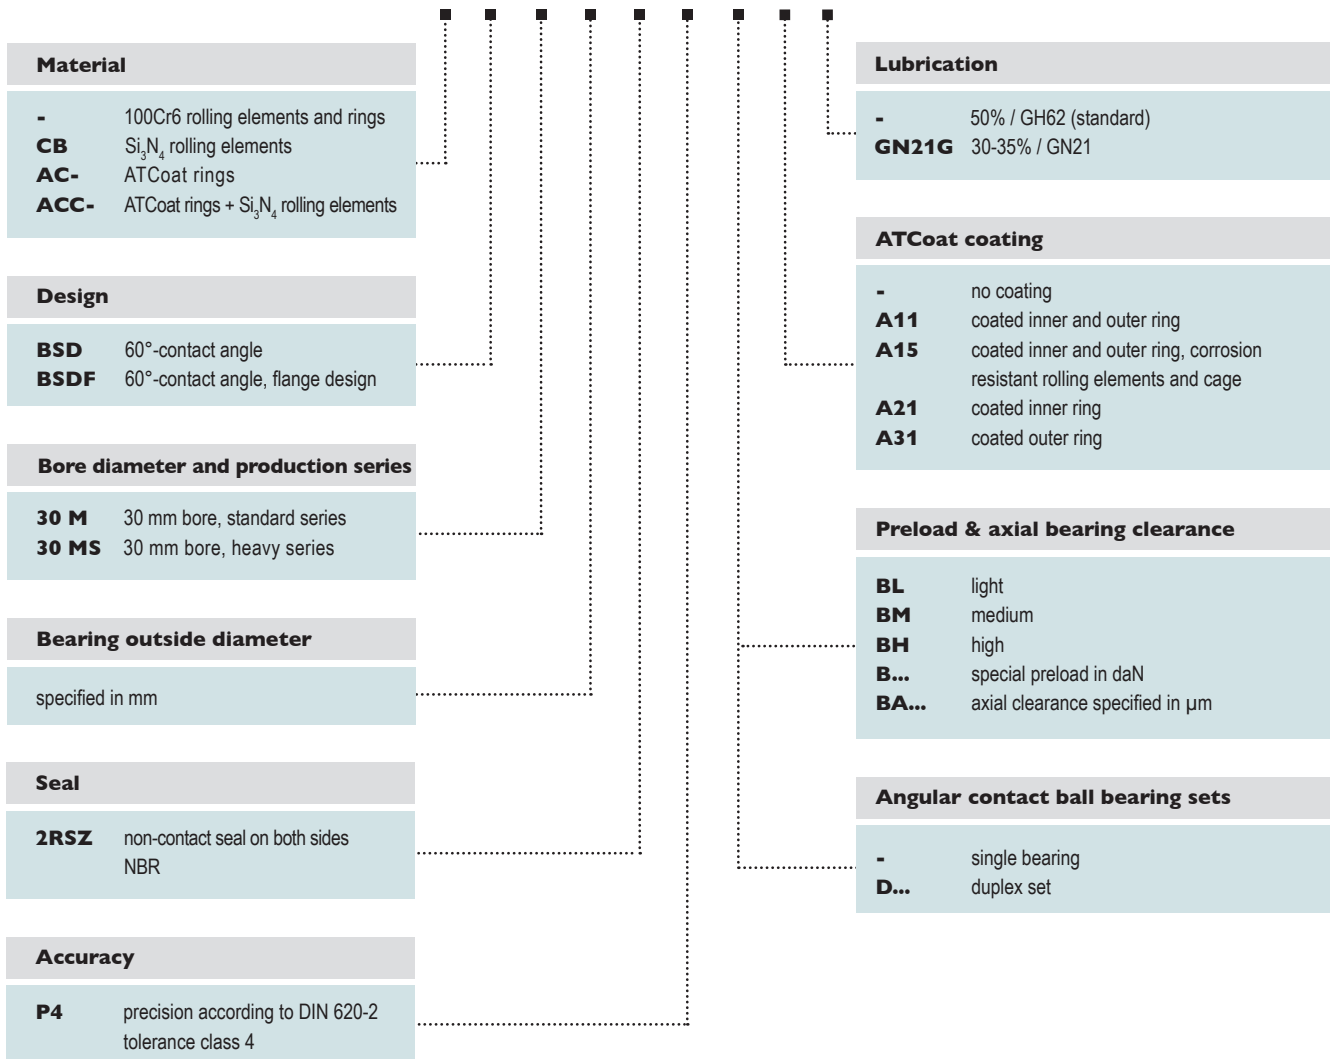 Material
- 100Cr6 rolling elements and rings
CB Si₃N₄ rolling elements
AC- ATCoat rings
ACC- ATCoat rings + Si₃N₄ rolling elements
Design
BSD 60°-contact angle
BSDF 60°-contact angle, flange design
Bore diameter and production series
30 M 30 mm bore, standard series
30 MS 30 mm bore, heavy series
Bearing outside diameter
specified in mm
Seal
2RSZ non-contact seal on both sides
NBR
Accuracy
P4 precision according to DIN 620-2
tolerance class 4
Lubrication
- 50% / GH62 (standard)
GN21G 30-35% / GN21
ATCoat coating
- no coating
A11 coated inner and outer ring
A15 coated inner and outer ring, corrosion
resistant rolling elements and cage
A21 coated inner ring
A31 coated outer ring
Preload & axial bearing clearance
BL light
BM medium
BH high
B... special preload in daN
BA... axial clearance specified in µm
Angular contact ball bearing sets
- single bearing
D... duplex set